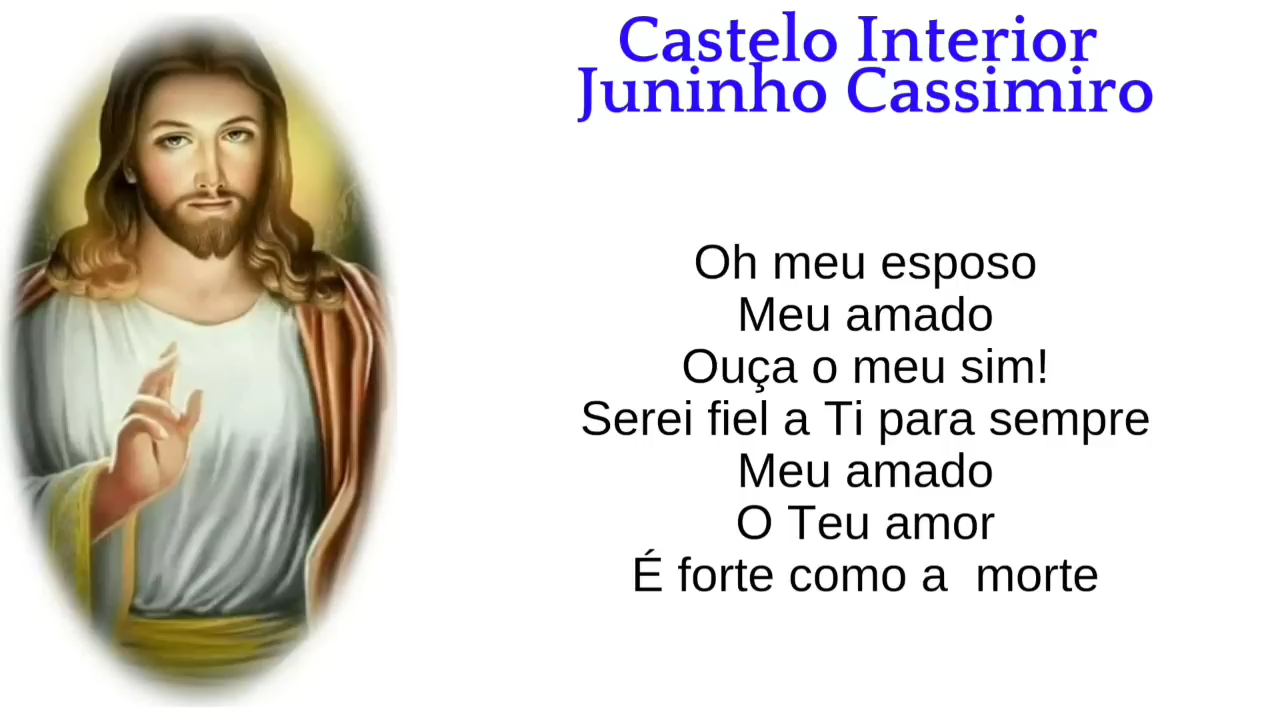 Castelo Interior
Juninho Cassimiro
Oh meu esposo
Meu amado
Ouça o meu sim!
Serei fiel a Ti para sempre
Meu amado
O Teu amor
É forte como a  morte